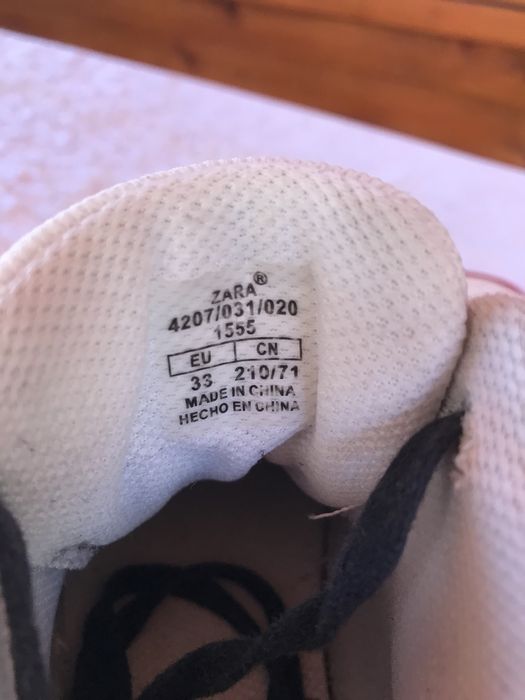 ZARA®
4207/031/020
1555
EU CN
33 210/71
MADE IN CHINA
HECHO EN CHINA